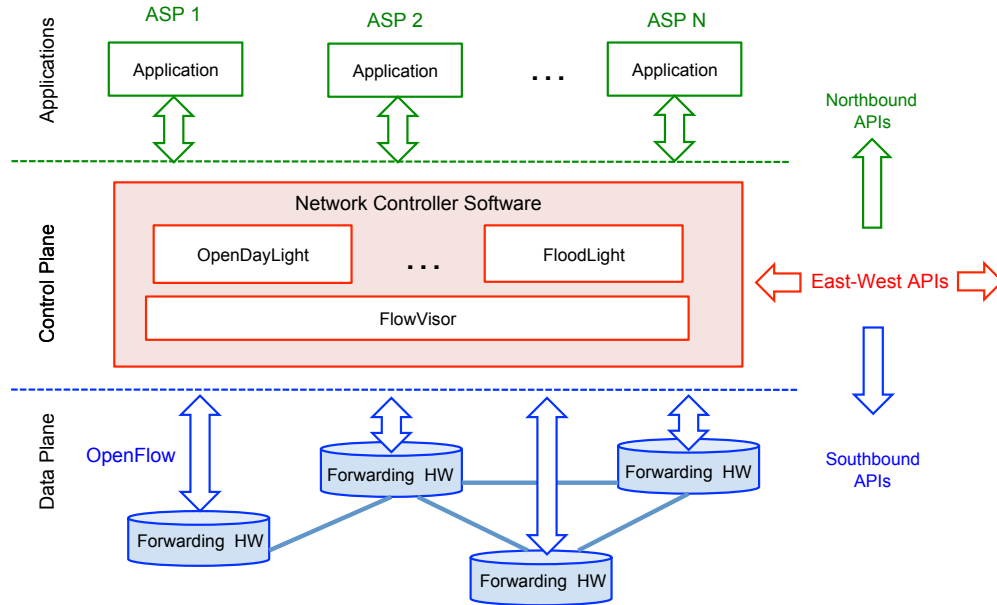 ASP 1
ASP 2
ASP N
Applications
Application
Application
. . .
Application
Northbound
APIs
Control Plane
Network Controller Software
OpenDayLight
. . .
FloodLight
East-West APIs
FlowVisor
Data Plane
OpenFlow
Forwarding HW
Forwarding HW
Southbound
APIs
Forwarding HW
Forwarding HW